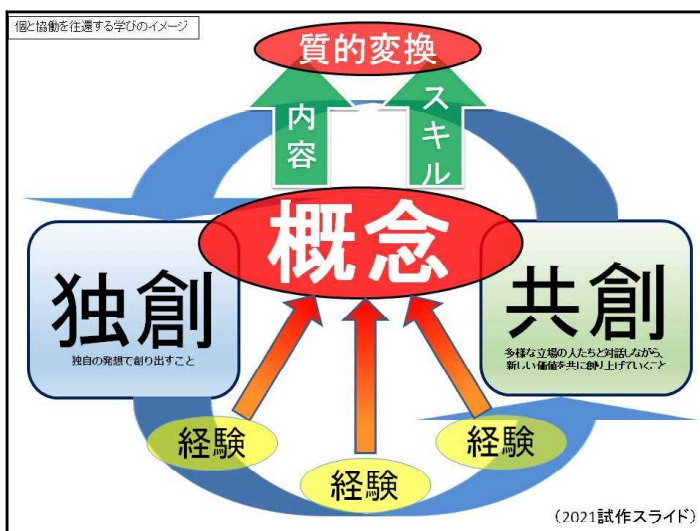 個と協働を往還する学びのイメージ
質的変換
内容
スキル
概念
独創
独自の発想で創り出すこと
共創
多様な立場の人たちと対話しながら、
新しい価値を共に創り上げていくこと
経験
経験
経験
(2021試作スライド)